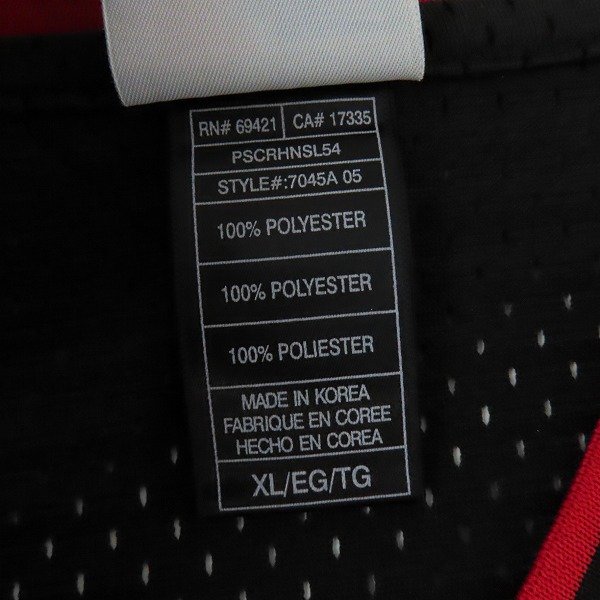 RN# 69421 CA# 17335
PSCRHNSL54
STYLE#:7045A 05
100% POLYESTER
100% POLYESTER
100% POLIESTER
MADE IN KOREA
FABRIQUE EN COREE
HECHO EN COREA
XL/EG/TG